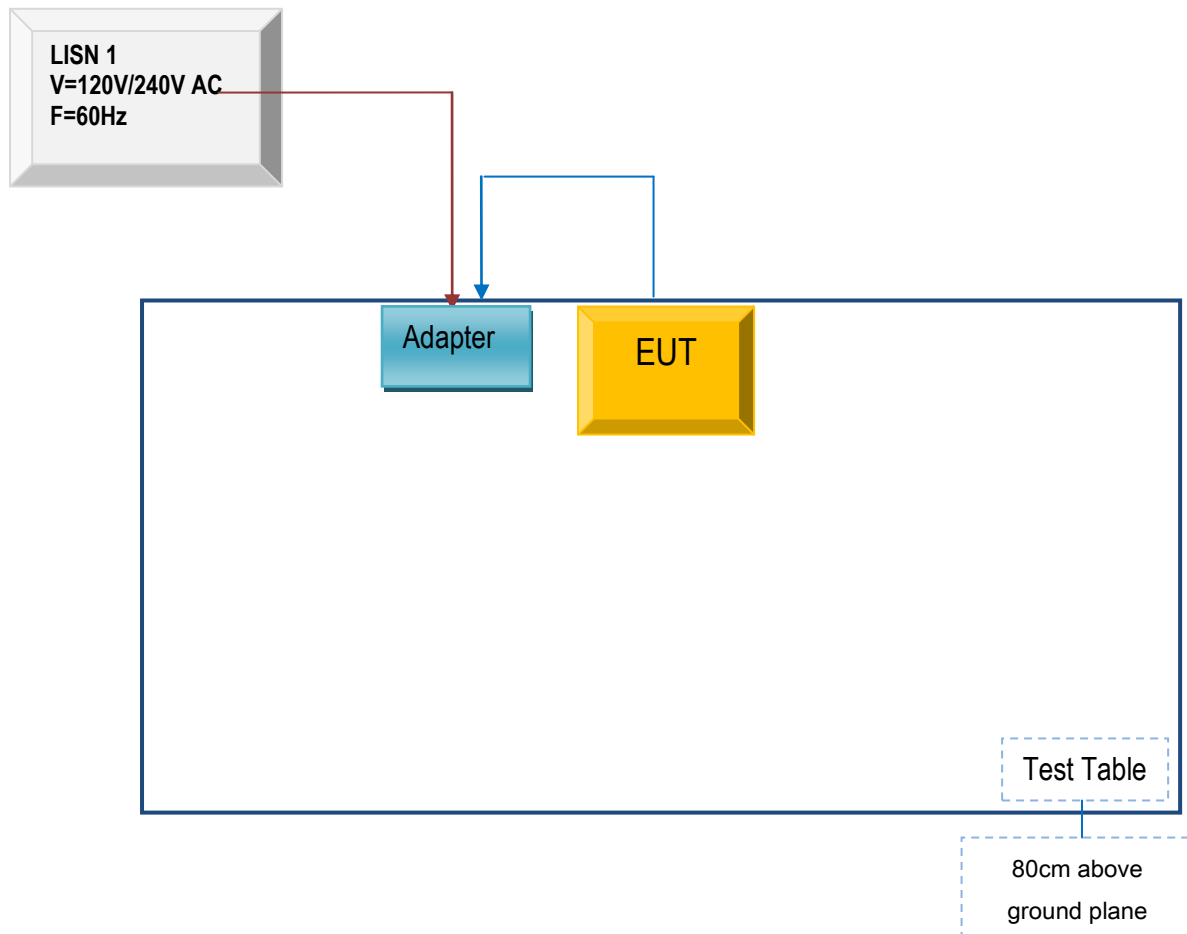 LISN 1
V=120V/240V AC
F=60Hz
Adapter
EUT
Test Table
80cm above
ground plane